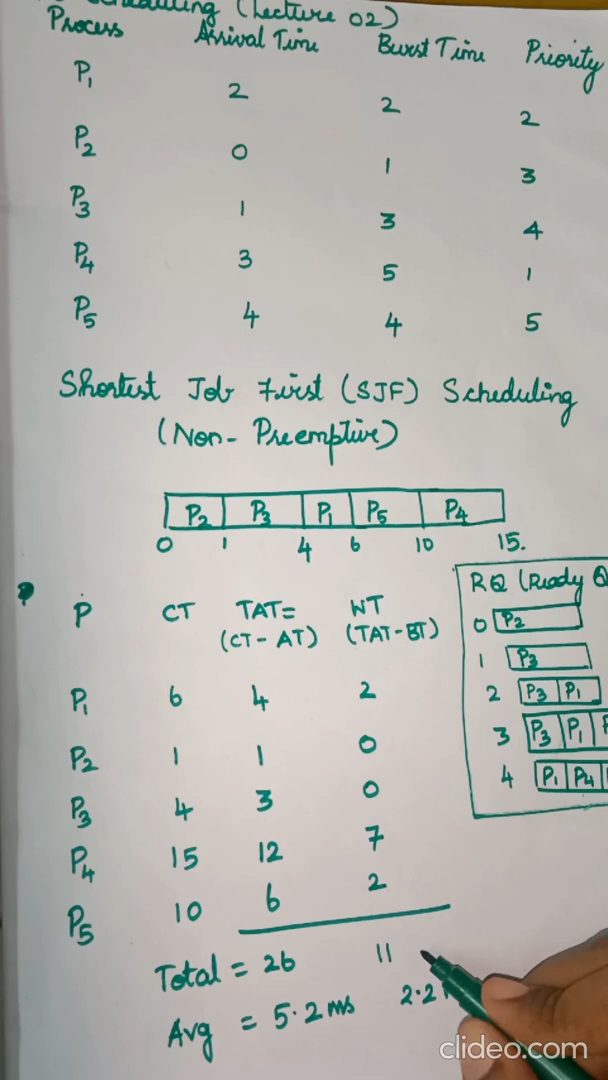 Scheduling (Lecture 02)
Process Arrival Time Burst Time Priority
P1 2 2 2
P2 0 1 3
P3 1 3 4
P4 3 5 1
P5 4 4 5
Shortest Job First (SJF) Scheduling
(Non-Preemptive)
P2 P3 P1 P5 P4
0 1 4 6 10 15.
P CT TAT= WT
(CT-AT) (TAT-BT)
P1 6 4 2
P2 1 1 0
P3 4 3 0
P4 15 12 7
P5 10 6 2
Total = 26 11
Avg = 5.2ms 2.2
RQ (Ready Q
0 P2
1 P3
2 P3 P1
3 P3 P1 P
4 P1 P4
clideo.com